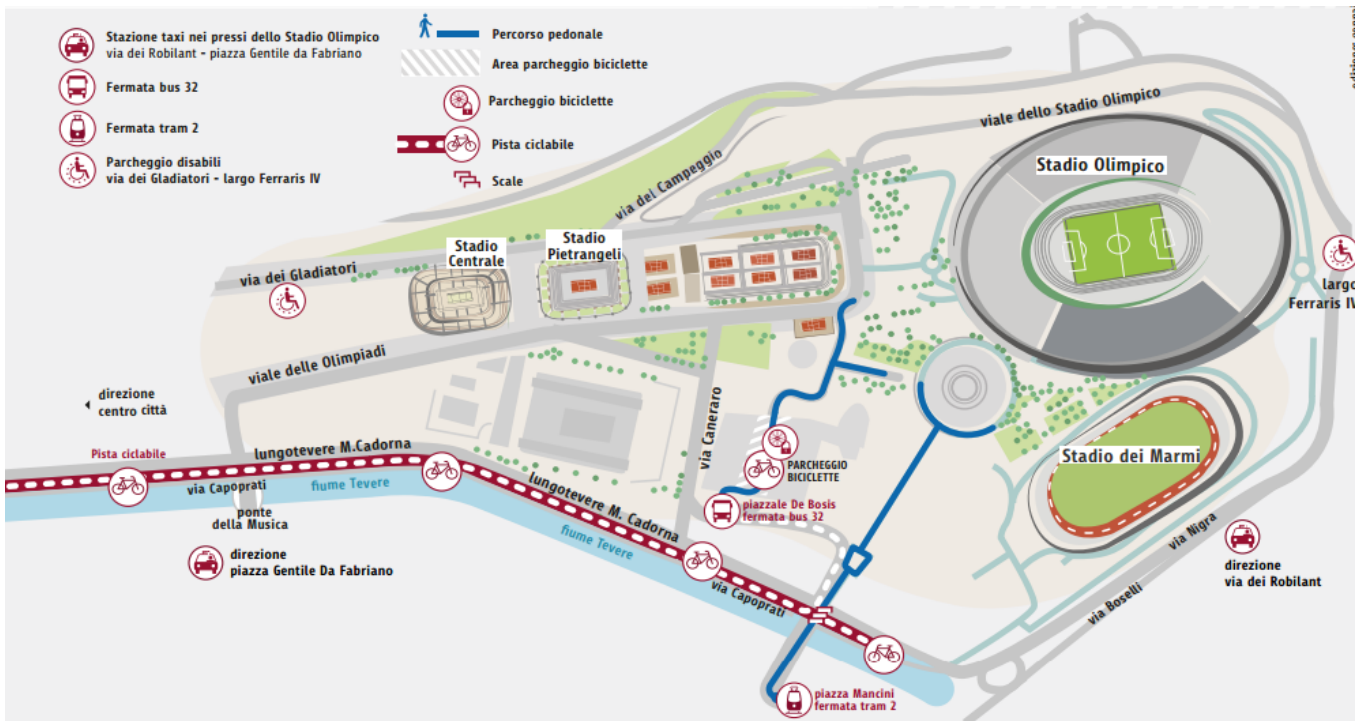 Stazione taxi nei pressi dello Stadio Olimpico
via dei Robilant - piazza Gentile da Fabriano
Fermata bus 32
Fermata tram 2
Parcheggio disabili
via dei Gladiatori - largo Ferraris IV
Percorso pedonale
Area parcheggio biciclette
Parcheggio biciclette
Pista ciclabile
Scale
viale dello Stadio Olimpico
Stadio Olimpico
via del Campeggio
Stadio
Centrale
Stadio
Pietrangeli
via dei Gladiatori
largo
Ferraris IV
viale delle Olimpiadi
direzione
centro città
via Caneraro
Pista ciclabile
lungotevere M.Cadorna
via Capoprati
fiume Tevere
ponte
della Musica
direzione
piazza Gentile Da Fabriano
lungotevere M. Cadorna
fiume Tevere
via Capoprati
PARCHEGGIO
BICICLETTE
piazzale De Bosis
fermata bus 32
Stadio dei Marmi
via Nigra
via Boselli
direzione
via dei Robilant
piazza Mancini
fermata tram 2